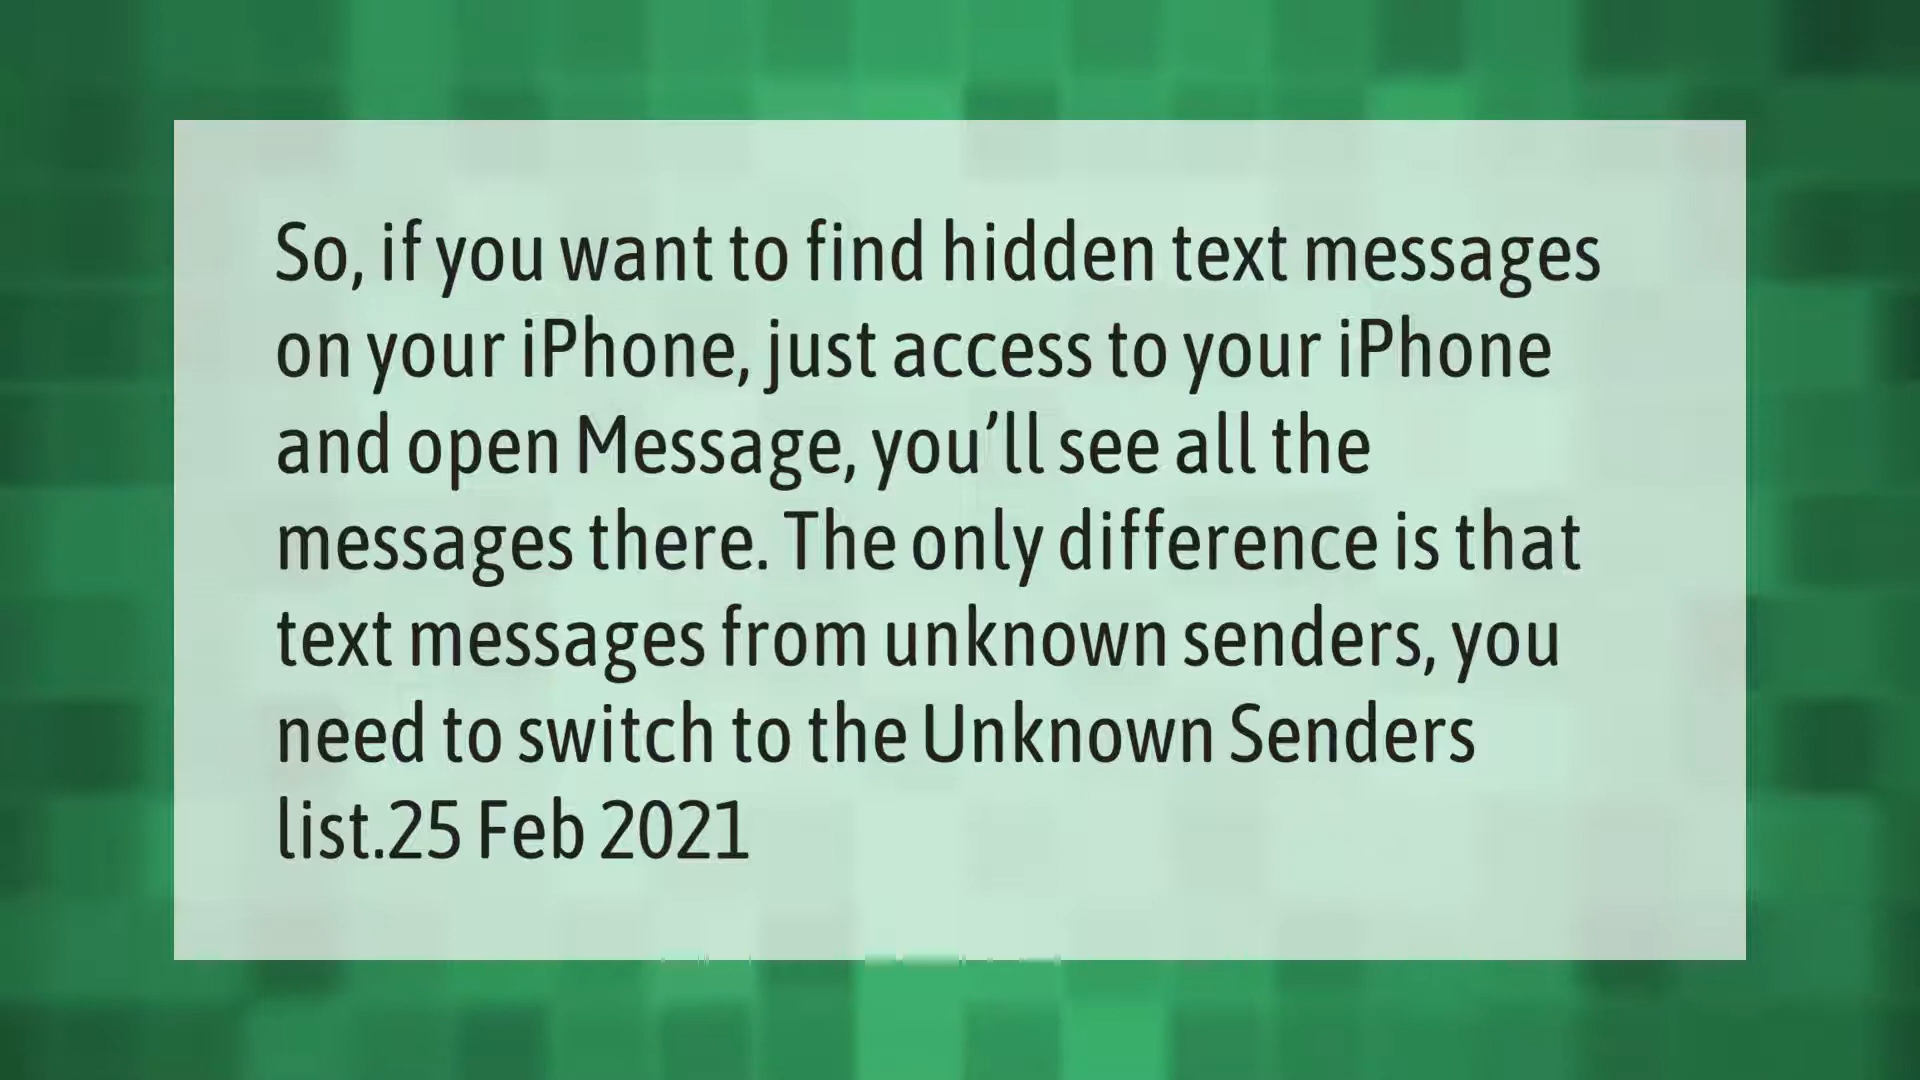 So, if you want to find hidden text messages
on your iPhone, just access to your iPhone
and open Message, you’ll see all the
messages there. The only difference is that
text messages from unknown senders, you
need to switch to the Unknown Senders
list.25 Feb 2021